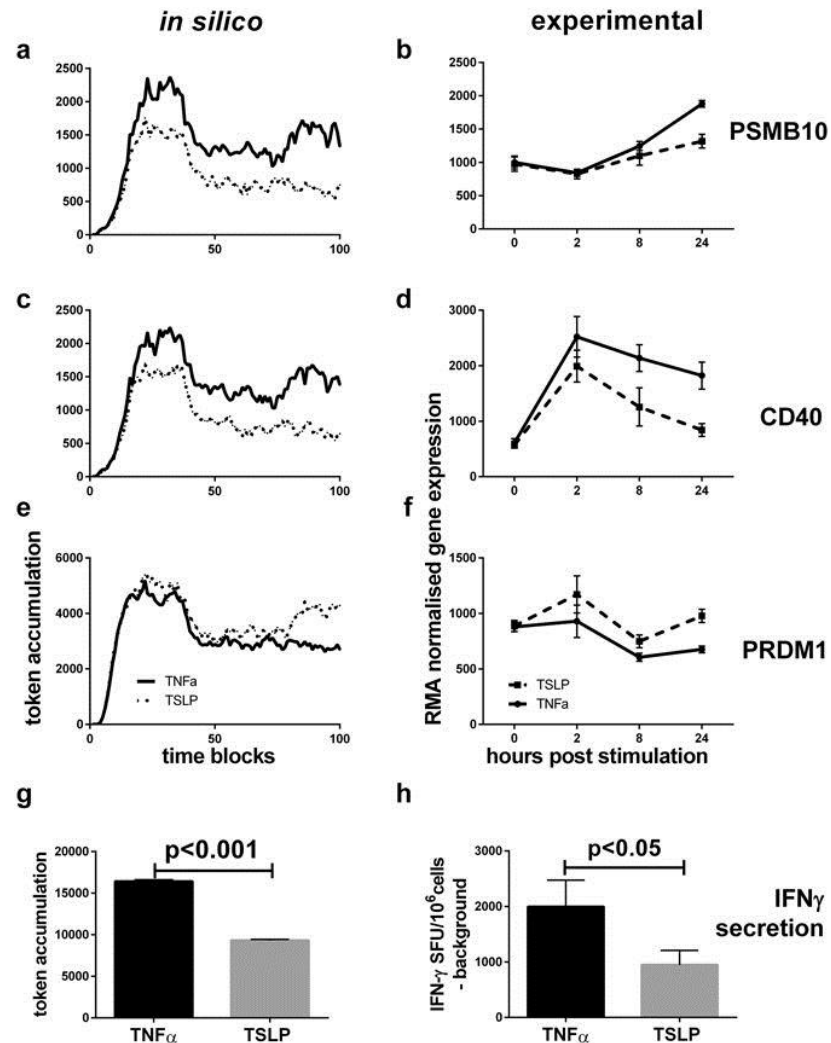 in silico
experimental
a
2500
2000
1500
1000
500
0
0
50
100
b
2500
2000
1500
1000
500
0
0
2
8
24
PSMB10
c
2500
2000
1500
1000
500
0
0
50
100
d
3000
2000
1000
0
0
2
8
24
CD40
e
6000
4000
2000
0
0
50
100
TNFa
TSLP
token accumulation
time blocks
f
1500
1000
500
0
0
2
8
24
TSLP
TNFa
RMA normalised gene expression
hours post stimulation
PRDM1
g
20000
15000
10000
5000
0
token accumulation
p<0.001
TNFα
TSLP
h
3000
2000
1000
0
IFN-γ SFU/10⁶cells
- background
p<0.05
TNFα
TSLP
IFNγ
secretion